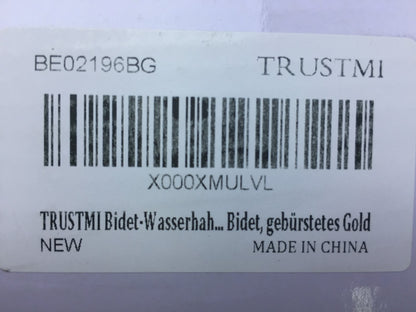 BE02196BG TRUSTMI
X000XMULVL
TRUSTMI Bidet-Wasserhah... Bidet, gebürstetes Gold
NEW MADE IN CHINA